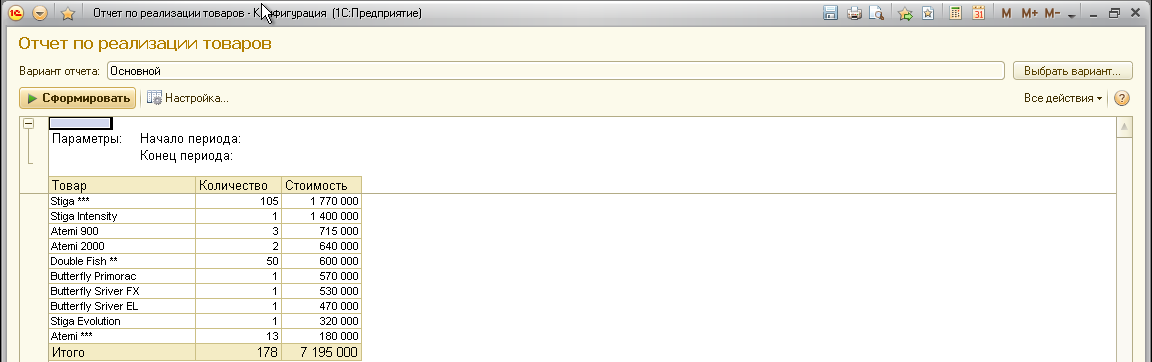 Отчет по реализации товаров - К фигурация (1С:Предприятие) M M+ M-
Отчет по реализации товаров
Вариант отчета: Основной Выбрать вариант...
Сформировать Настройка... Все действия ?
Параметры: Начало периода:
Конец периода:
Товар Количество Стоимость
Stiga *** 105 1 770 000
Stiga Intensity 1 1 400 000
Atemi 900 3 715 000
Atemi 2000 2 640 000
Double Fish ** 50 600 000
Butterfly Primorac 1 570 000
Butterfly Sriver FX 1 530 000
Butterfly Sriver EL 1 470 000
Stiga Evolution 1 320 000
Atemi *** 13 180 000
Итого 178 7 195 000